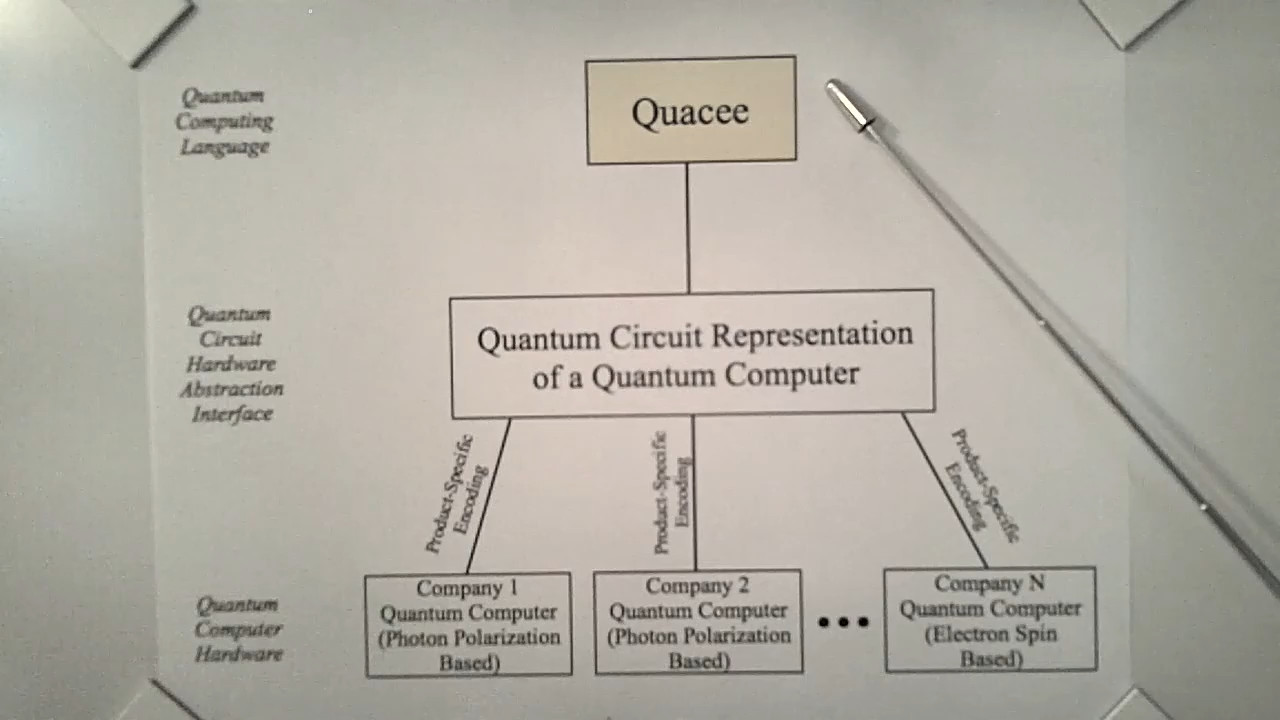 Quantum
Computing
Language
Quacee
Quantum
Circuit
Hardware
Abstraction
Interface
Quantum Circuit Representation
of a Quantum Computer
Product-Specific
Encoding
Product-Specific
Encoding
Product-Specific
Encoding
Quantum
Computer
Hardware
Company 1
Quantum Computer
(Photon Polarization
Based)
Company 2
Quantum Computer
(Photon Polarization
Based)
Company N
Quantum Computer
(Electron Spin
Based)